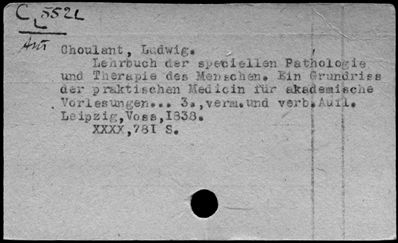 C, 552L
Aut
Choulant, Ludwig.
Lehrbuch der speciellen Pathologie
und Therapie des Menschen. Ein Grundriss
der praktischen Medicin für akademische
Vorlesungen... 3.,verm.und verb.Aufl.
Leipzig,Voss,1838.
XXXX,781 S.